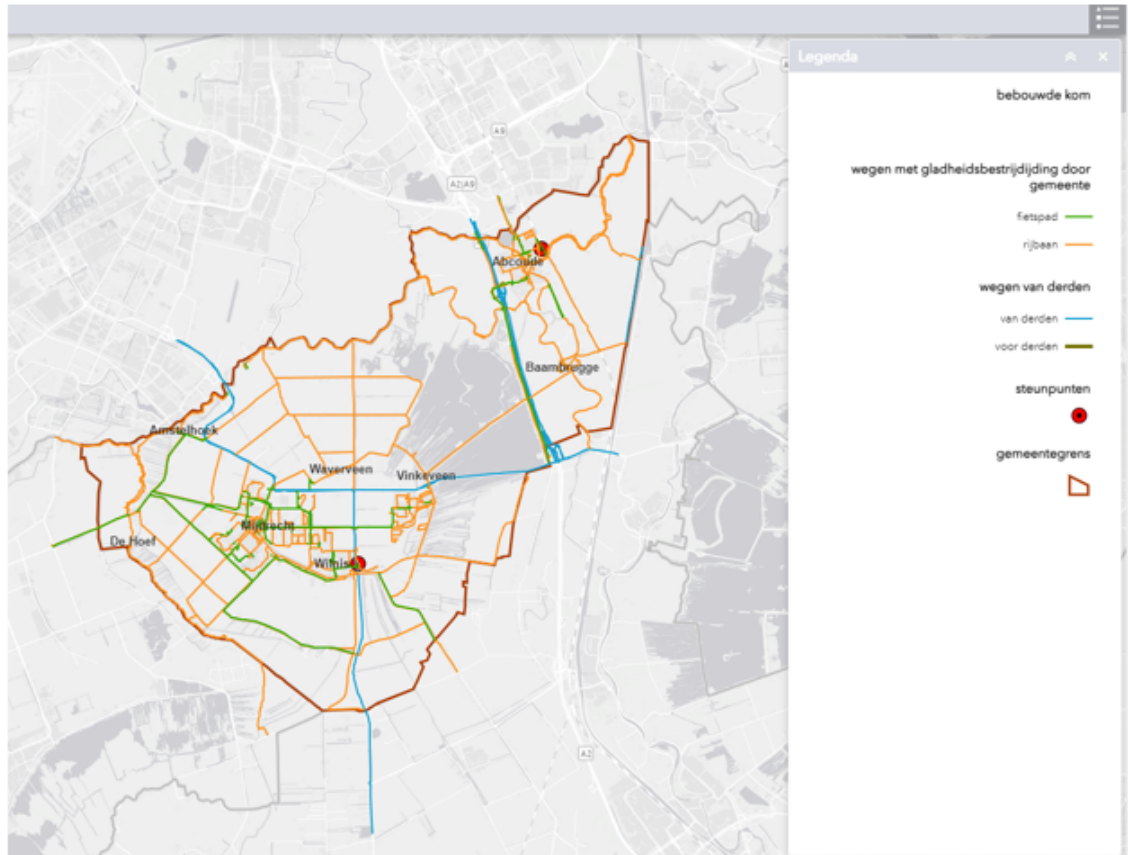 Legenda
bebouwde kom
wegen met gladheidsbestrijdijding door
gemeente
fietspad
rijbaan
wegen van derden
van derden
voor derden
steunpunten
gemeentegrens
A9
A2|A9
Abcoude
Baambrugge
Amstelhoek
Waverveen
Vinkeveen
Mijdrecht
De Hoef
Wilnis
A2